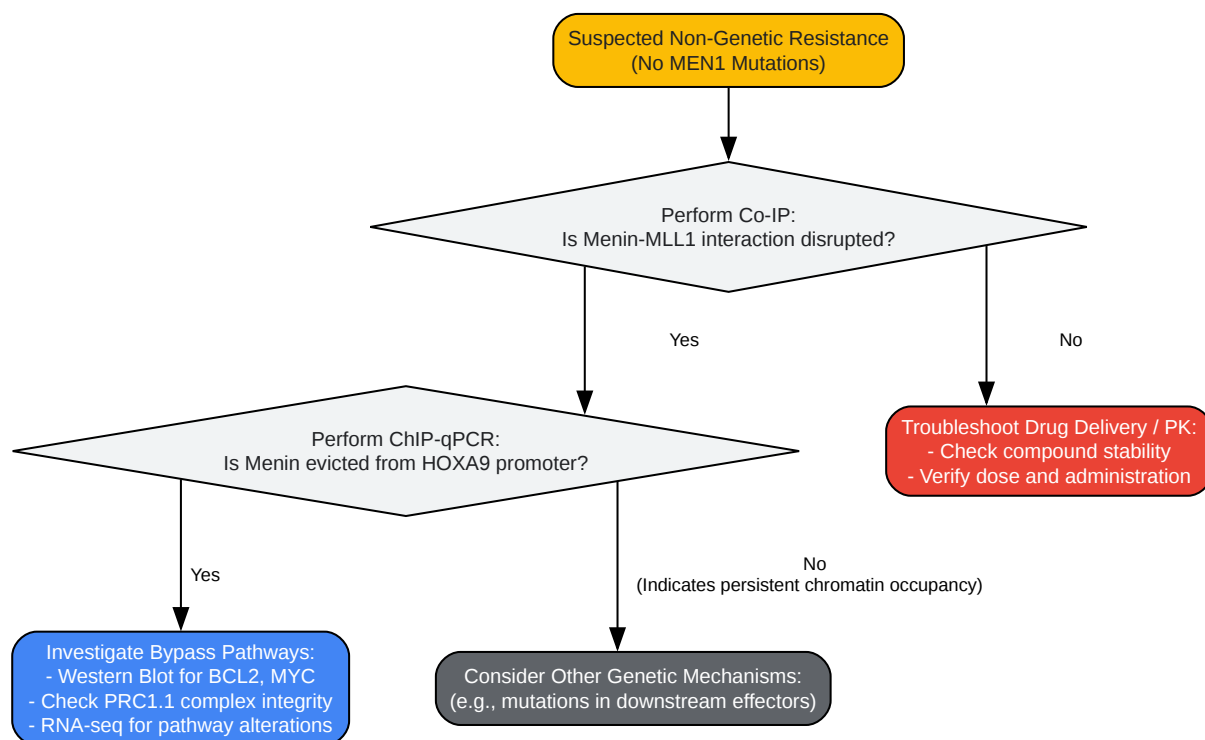 Suspected Non-Genetic Resistance
(No MEN1 Mutations)
Perform Co-IP:
Is Menin-MLL1 interaction disrupted?
Yes
No
Perform ChIP-qPCR:
Is Menin evicted from HOXA9 promoter?
Troubleshoot Drug Delivery / PK:
- Check compound stability
- Verify dose and administration
Yes
No
(Indicates persistent chromatin occupancy)
Investigate Bypass Pathways:
- Western Blot for BCL2, MYC
- Check PRC1.1 complex integrity
- RNA-seq for pathway alterations
Consider Other Genetic Mechanisms:
(e.g., mutations in downstream effectors)